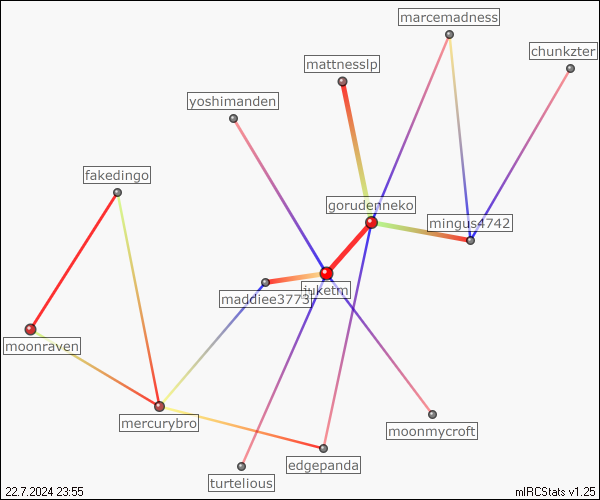 marcemadness
chunkzter
mattnesslp
yoshimanden
fakedingo
gorudenneko
mingus4742
juketm
maddiee3773
moonraven
mercurybro
moonmycroft
edgepanda
turtelious
22.7.2024 23:55
mIRCStats v1.25